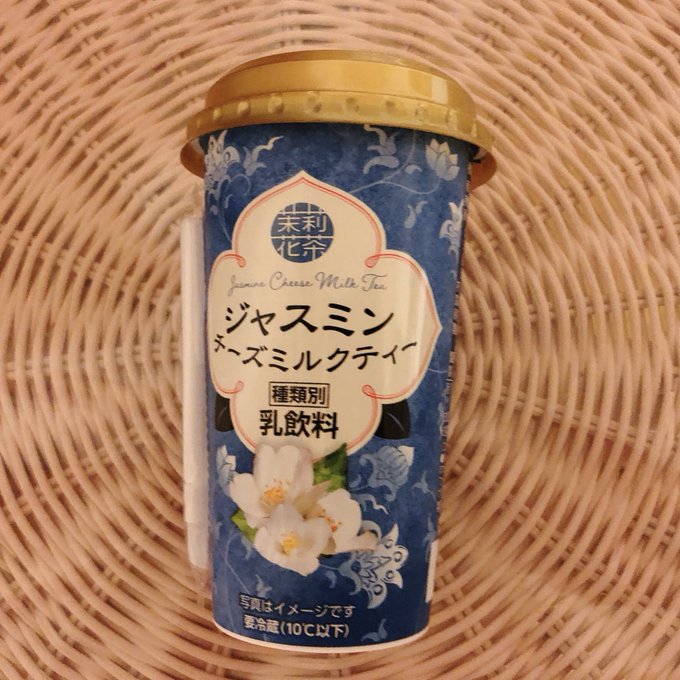 茉莉
花茶
Jasmine Cheese Milk Tea
ジャスミン
チーズミルクティー
種類別
乳飲料
写真はイメージです
要冷蔵(10℃以下)